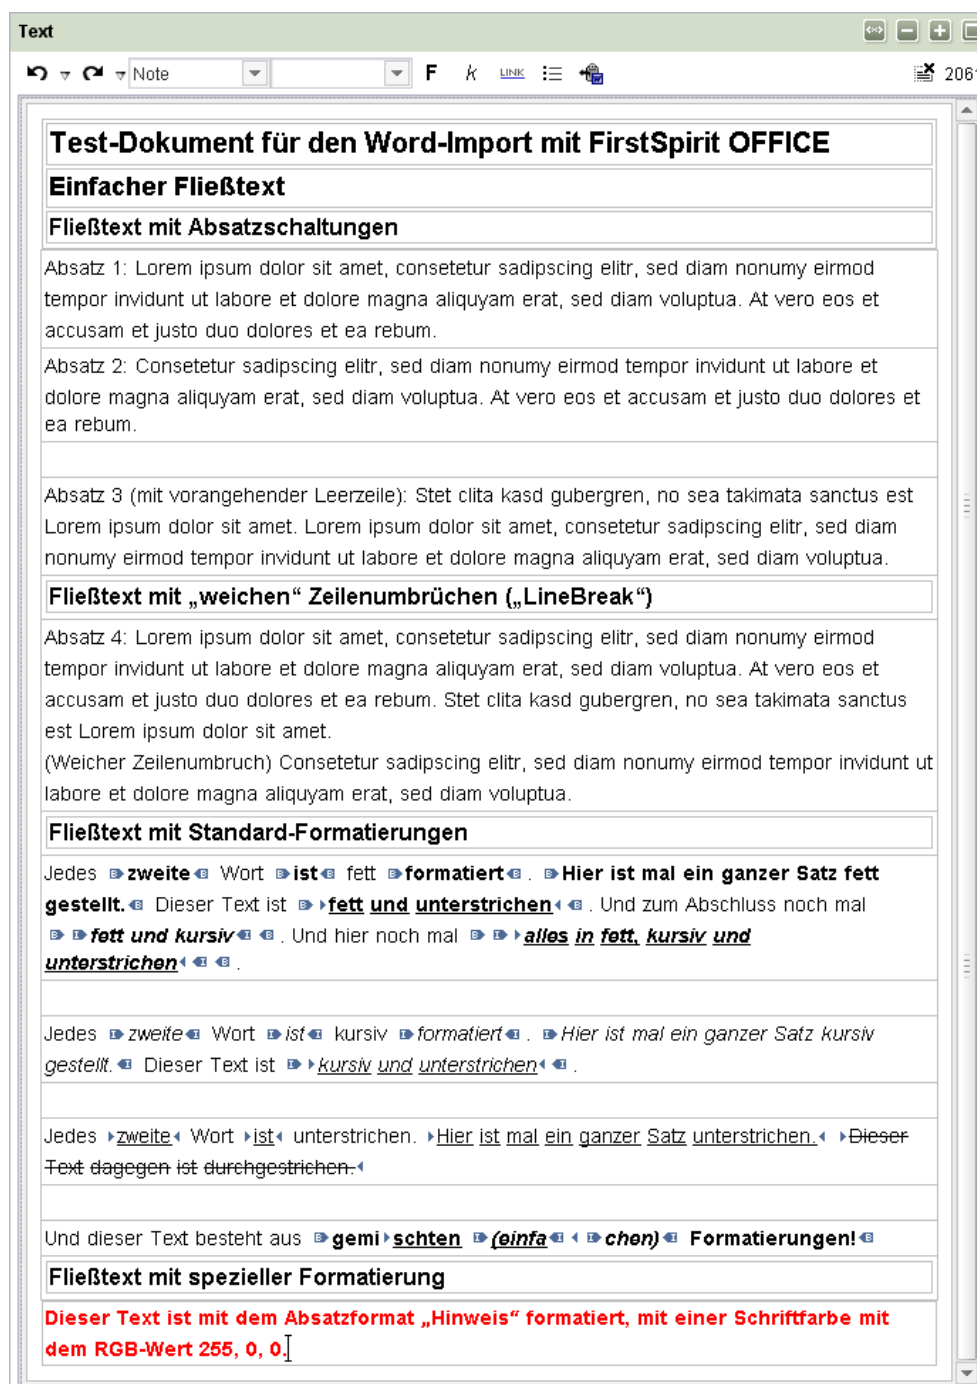 Text
Note
F k LINK 206
Test-Dokument für den Word-Import mit FirstSpirit OFFICE
Einfacher Fließtext
Fließtext mit Absatzschaltungen
Absatz 1: Lorem ipsum dolor sit amet, consetetur sadipscing elitr, sed diam nonumy eirmod
tempor invidunt ut labore et dolore magna aliquyam erat, sed diam voluptua. At vero eos et
accusam et justo duo dolores et ea rebum.
Absatz 2: Consetetur sadipscing elitr, sed diam nonumy eirmod tempor invidunt ut labore et
dolore magna aliquyam erat, sed diam voluptua. At vero eos et accusam et justo duo dolores et
ea rebum.
Absatz 3 (mit vorangehender Leerzeile): Stet clita kasd gubergren, no sea takimata sanctus est
Lorem ipsum dolor sit amet. Lorem ipsum dolor sit amet, consetetur sadipscing elitr, sed diam
nonumy eirmod tempor invidunt ut labore et dolore magna aliquyam erat, sed diam voluptua.
Fließtext mit „weichen“ Zeilenumbrüchen („LineBreak“)
Absatz 4: Lorem ipsum dolor sit amet, consetetur sadipscing elitr, sed diam nonumy eirmod
tempor invidunt ut labore et dolore magna aliquyam erat, sed diam voluptua. At vero eos et
accusam et justo duo dolores et ea rebum. Stet clita kasd gubergren, no sea takimata sanctus
est Lorem ipsum dolor sit amet.
(Weicher Zeilenumbruch) Consetetur sadipscing elitr, sed diam nonumy eirmod tempor invidunt ut
labore et dolore magna aliquyam erat, sed diam voluptua.
Fließtext mit Standard-Formatierungen
Jedes zweite Wort ist fett formatiert. Hier ist mal ein ganzer Satz fett
gestellt. Dieser Text ist fett und unterstrichen. Und zum Abschluss noch mal
fett und kursiv. Und hier noch mal alles in fett, kursiv und
unterstrichen.
Jedes zweite Wort ist kursiv formatiert. Hier ist mal ein ganzer Satz kursiv
gestellt. Dieser Text ist kursiv und unterstrichen.
Jedes zweite Wort ist unterstrichen. Hier ist mal ein ganzer Satz unterstrichen. Dieser
Text dagegen ist durchgestrichen.
Und dieser Text besteht aus gemischten (einfachen) Formatierungen!
Fließtext mit spezieller Formatierung
Dieser Text ist mit dem Absatzformat „Hinweis“ formatiert, mit einer Schriftfarbe mit
dem RGB-Wert 255, 0, 0.